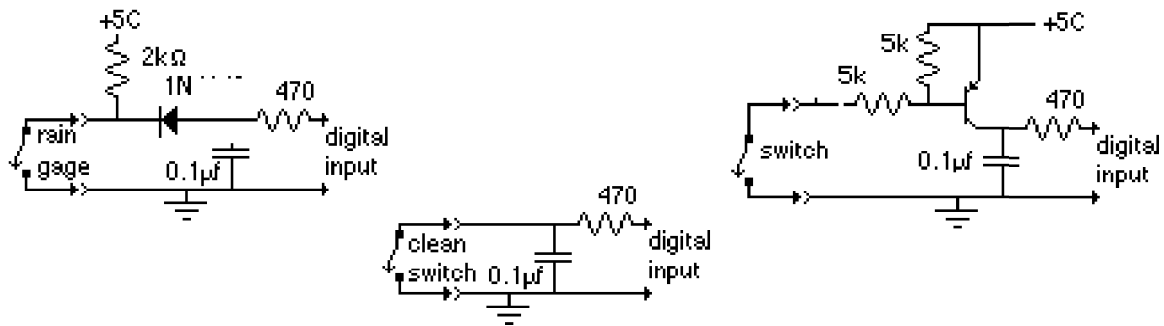 +5C
2kΩ
1N ....
470
rain
gage
0.1µf
digital
input
470
clean
switch
0.1µf
digital
input
+5C
5k
5k
470
switch
0.1µf
digital
input